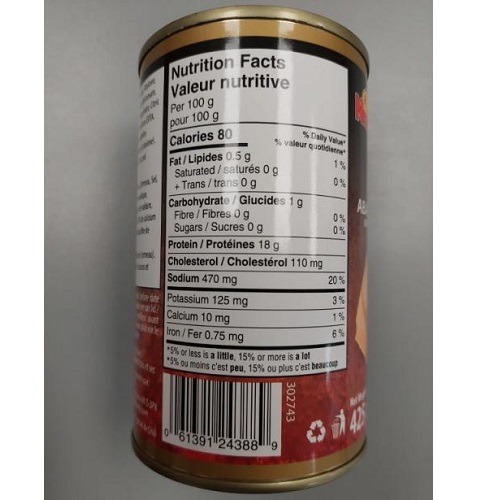 Nutrition Facts
Valeur nutritive
Per 100 g
pour 100 g
Calories 80
% Daily Value*
% valeur quotidienne*
Fat / Lipides 0.5 g 1 %
Saturated / saturés 0 g
+ Trans / trans 0 g 0 %
Carbohydrate / Glucides 1 g
Fibre / Fibres 0 g 0 %
Sugars / Sucres 0 g 0 %
Protein / Protéines 18 g
Cholesterol / Cholestérol 110 mg
Sodium 470 mg 20 %
Potassium 125 mg 3 %
Calcium 10 mg 1 %
Iron / Fer 0.75 mg 6 %
*5% or less is a little, 15% or more is a lot
*5% ou moins c'est peu, 15% ou plus c'est beaucoup
302743
0 61391 24388 9
Net